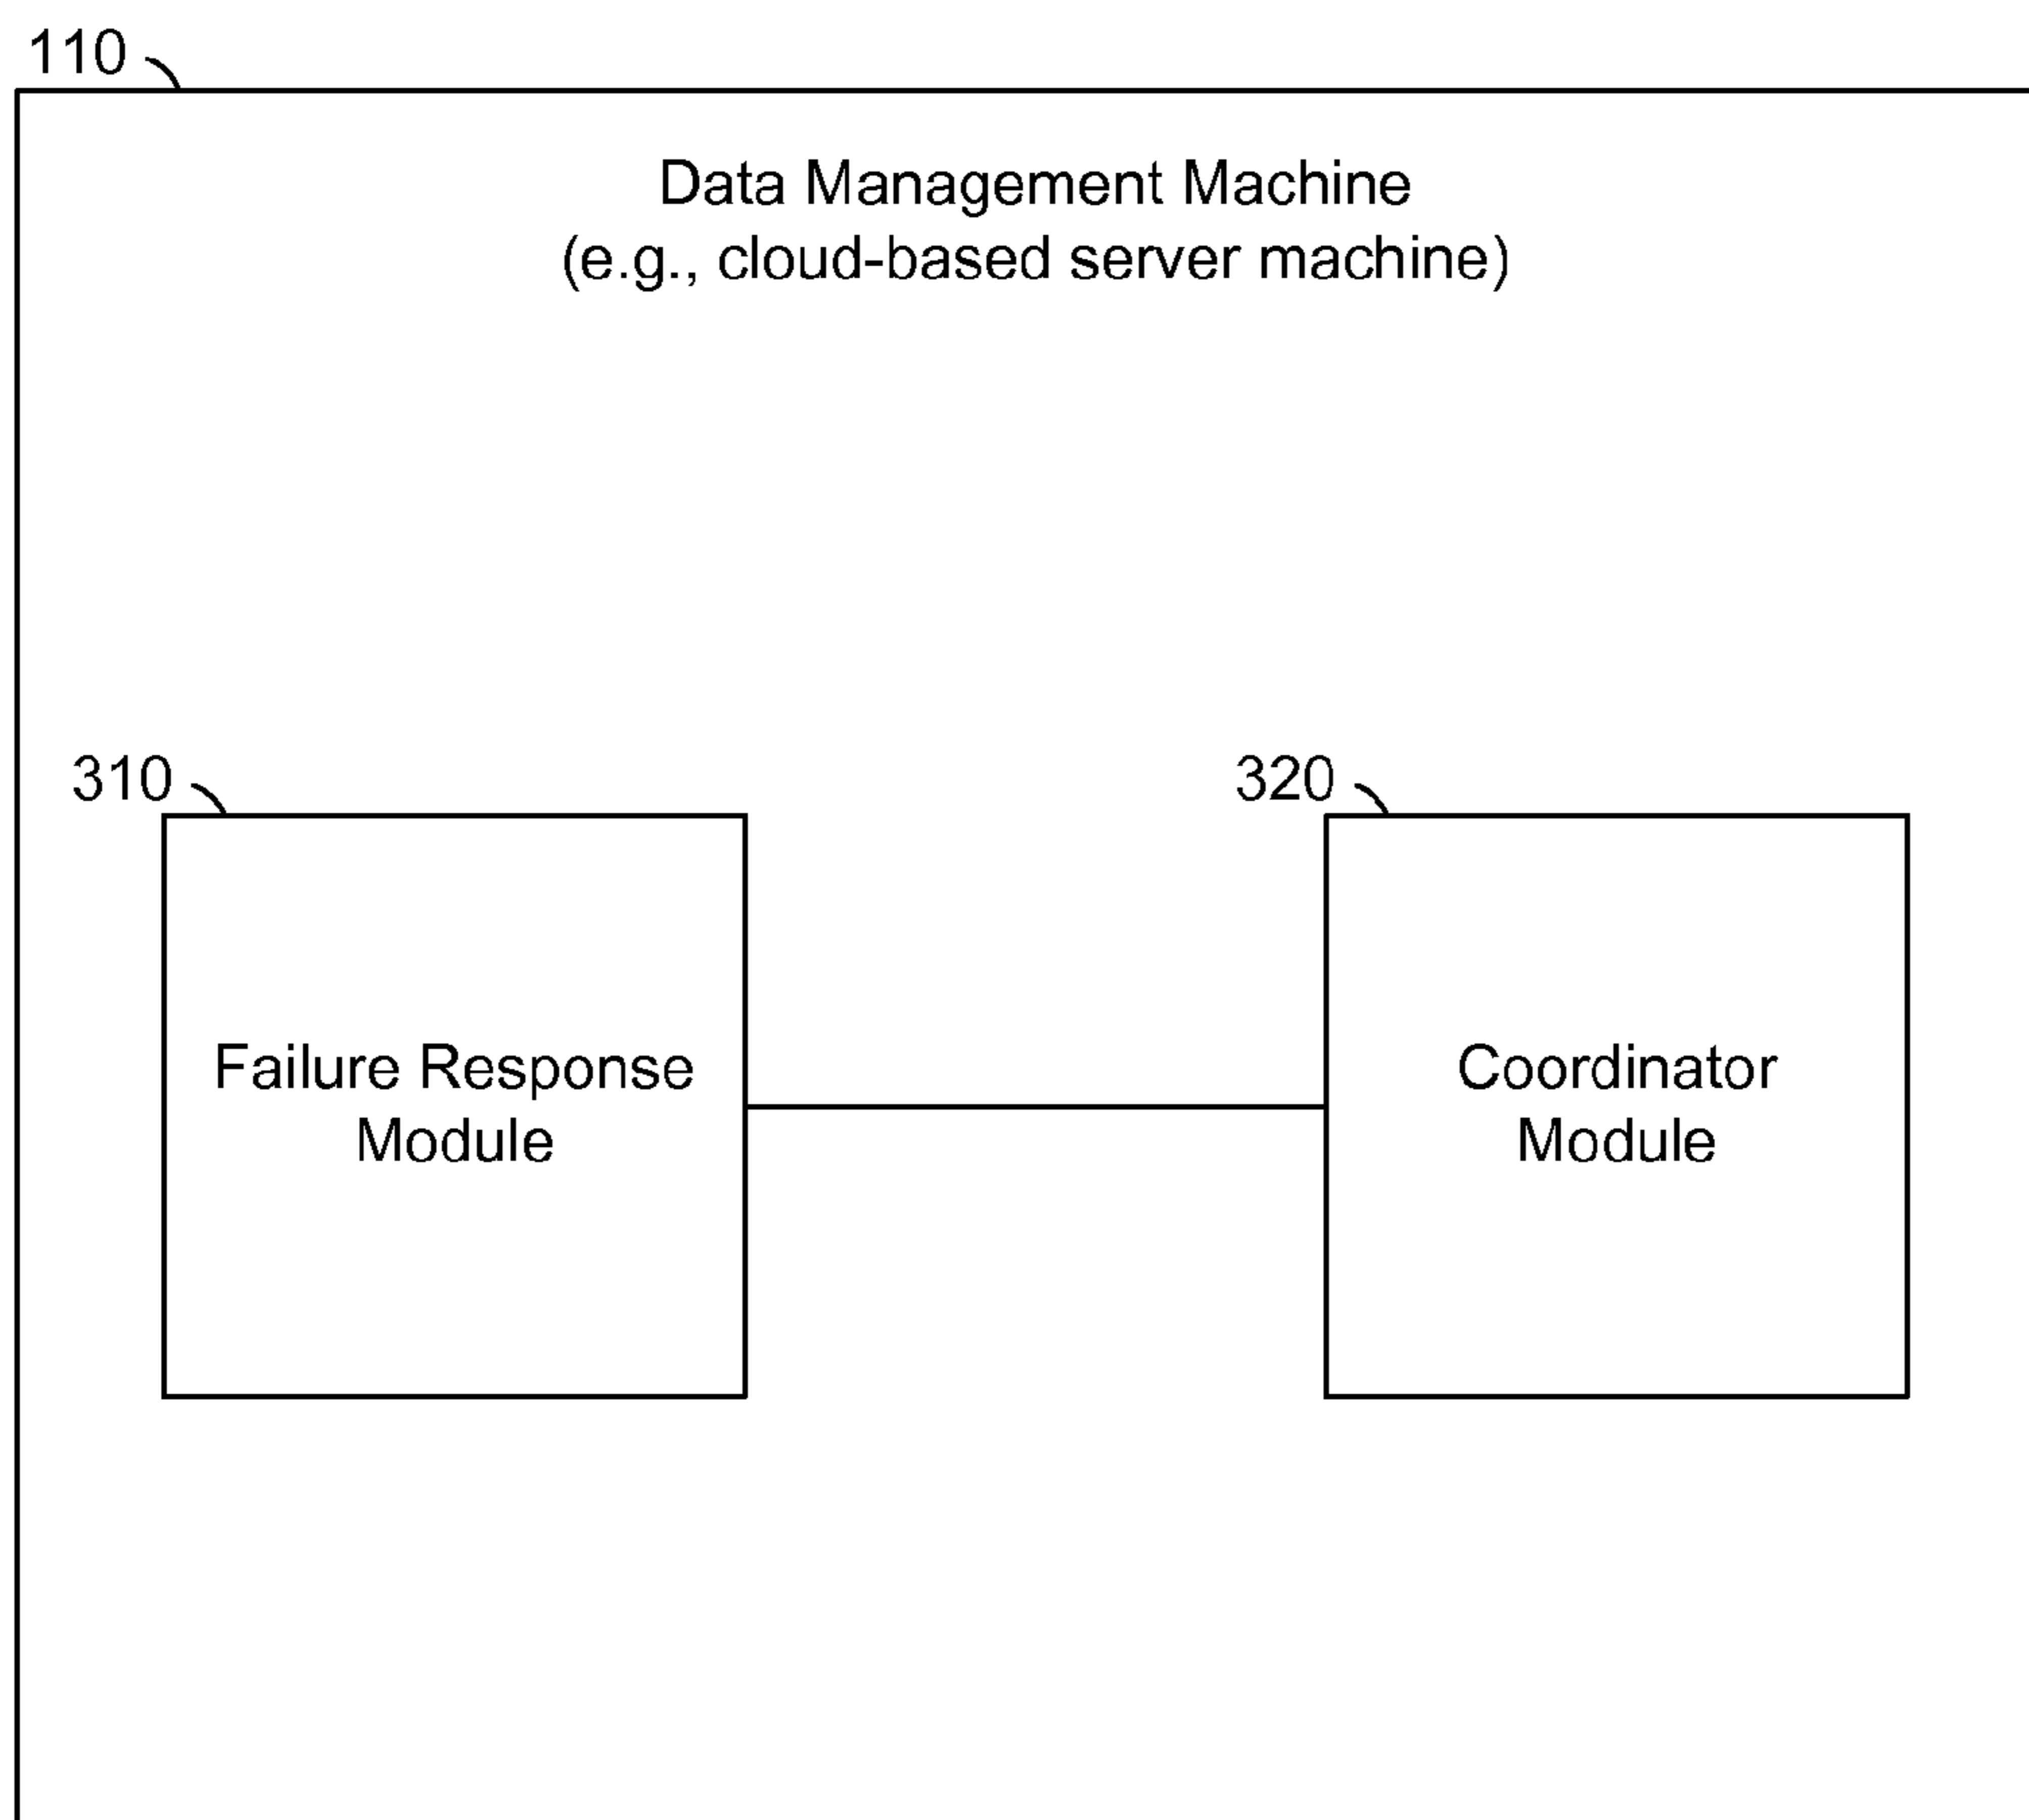 110
Data Management Machine
(e.g., cloud-based server machine)
310
320
Failure Response
Module
Coordinator
Module